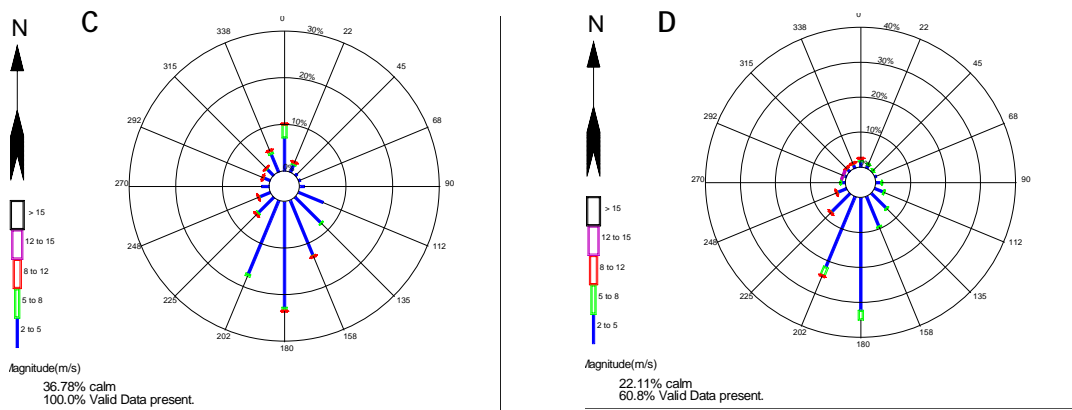 N
C
0
30%
22
338
315
45
20%
292
68
10%
270
90
248
112
225
135
202
158
180
> 15
12 to 15
8 to 12
5 to 8
2 to 5
Magnitude(m/s)
36.78% calm
100.0% Valid Data present.
N
D
0
40%
22
338
30%
315
45
20%
292
68
10%
270
90
248
112
225
135
202
158
180
> 15
12 to 15
8 to 12
5 to 8
2 to 5
Magnitude(m/s)
22.11% calm
60.8% Valid Data present.